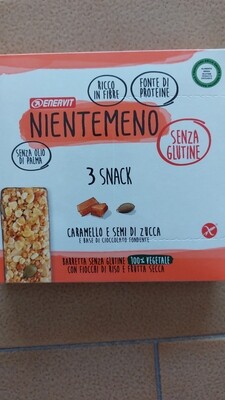 RICCO
IN FIBRE
FONTE DI
PROTEINE
ENERVIT
NIENTEMENO
SENZA OLIO
DI PALMA
SENZA
GLUTINE
3 SNACK
CARAMELLO E SEMI DI ZUCCA
E BASE DI CIOCCOLATO FONDENTE
BARRETTA SENZA GLUTINE 100% VEGETALE
CON FIOCCHI DI RISO E FRUTTA SECCA